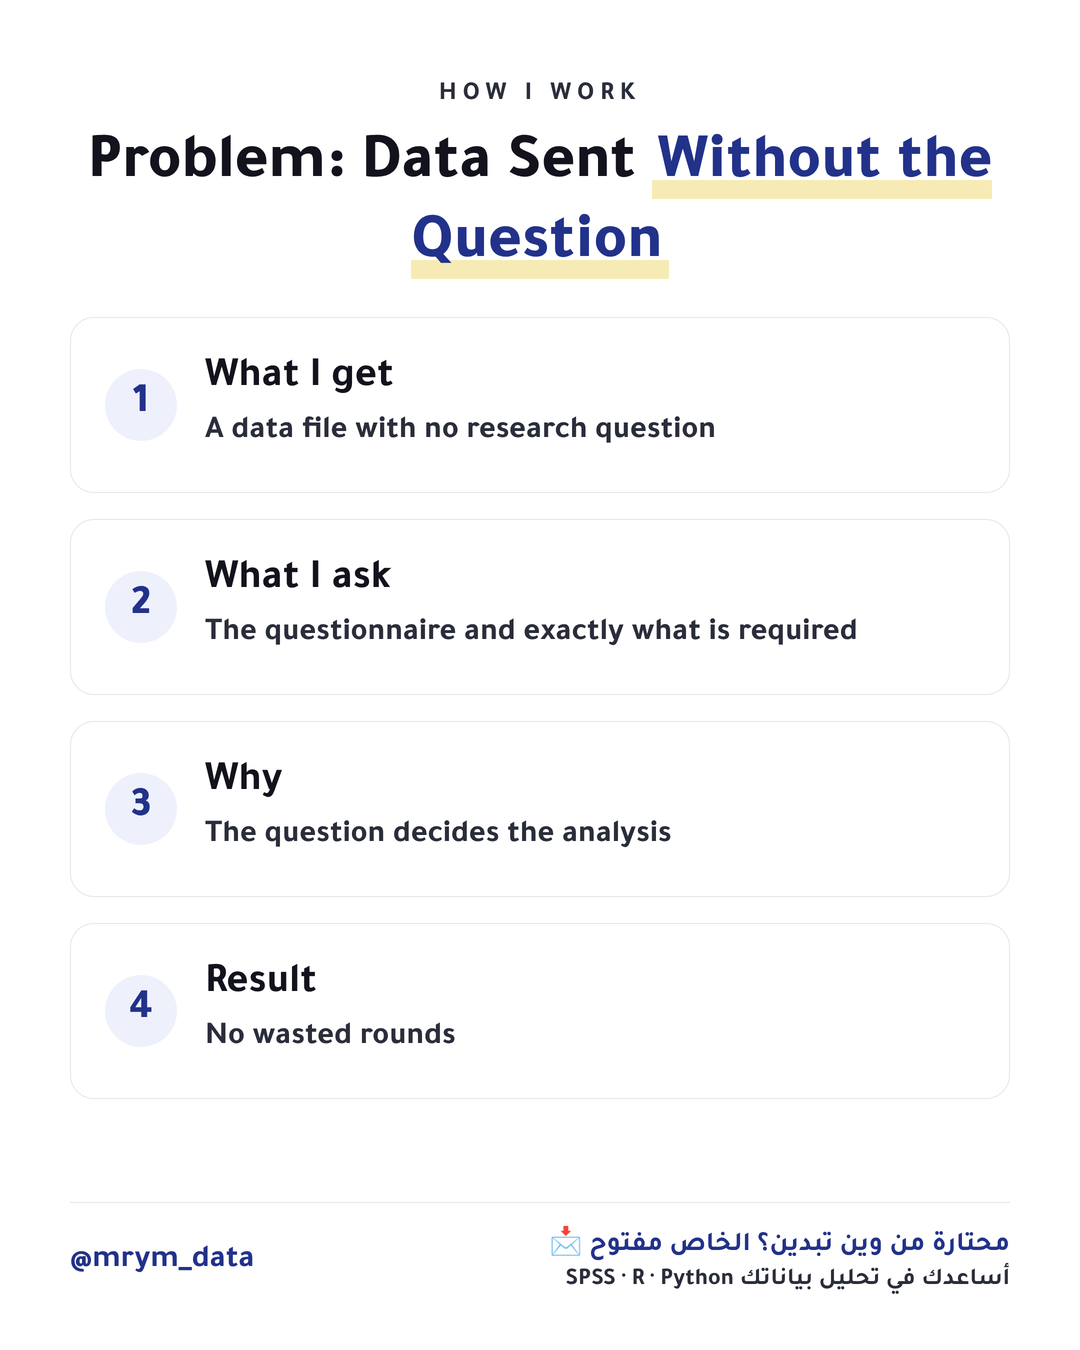 HOW I WORK
Problem: Data Sent Without the
Question
1
What I get
A data file with no research question
2
What I ask
The questionnaire and exactly what is required
3
Why
The question decides the analysis
4
Result
No wasted rounds
@mrym_data
محتارة من وين تبدين؟ الخاص مفتوح 📩
أساعدك في تحليل بياناتك SPSS · R · Python